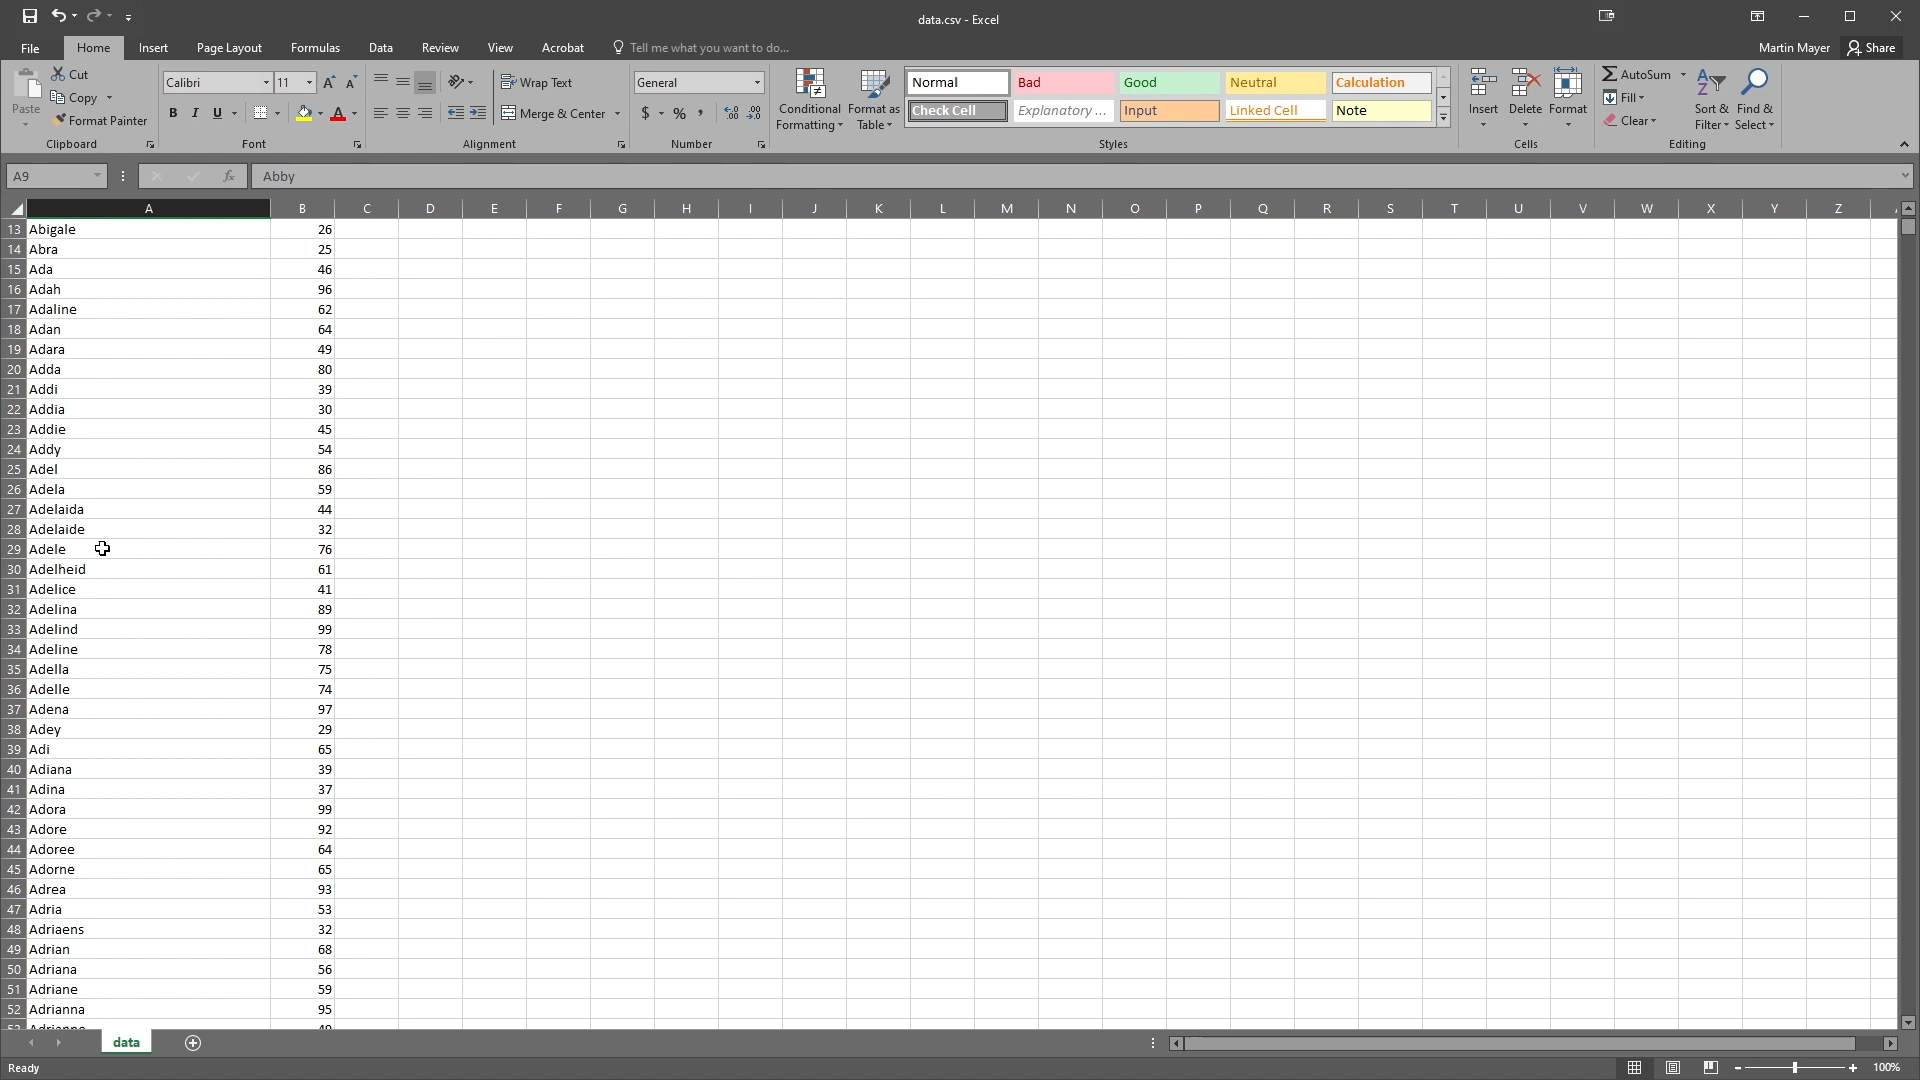 data.csv - Excel
File Home Insert Page Layout Formulas Data Review View Acrobat Tell me what you want to do... Martin Mayer Share
Paste Cut Copy Format Painter Clipboard
Calibri 11 B I U A Font
Wrap Text Merge & Center Alignment
General $ % , Number
Conditional Formatting Format as Table
Normal Bad Good Neutral Calculation
Check Cell Explanatory ... Input Linked Cell Note
Styles
Insert Delete Format Cells
AutoSum Fill Clear Sort & Filter Find & Select Editing
A9 fx Abby
A B C D E F G H I J K L M N O P Q R S T U V W X Y Z
13 Abigale 26
14 Abra 25
15 Ada 46
16 Adah 96
17 Adaline 62
18 Adan 64
19 Adara 49
20 Adda 80
21 Addi 39
22 Addia 30
23 Addie 45
24 Addy 54
25 Adel 86
26 Adela 59
27 Adelaida 44
28 Adelaide 32
29 Adele 76
30 Adelheid 61
31 Adelice 41
32 Adelina 89
33 Adelind 99
34 Adeline 78
35 Adella 75
36 Adelle 74
37 Adena 97
38 Adey 29
39 Adi 65
40 Adiana 39
41 Adina 37
42 Adora 99
43 Adore 92
44 Adoree 64
45 Adorne 65
46 Adrea 93
47 Adria 53
48 Adriaens 32
49 Adrian 68
50 Adriana 56
51 Adriane 59
52 Adrianna 95
data
Ready 100%